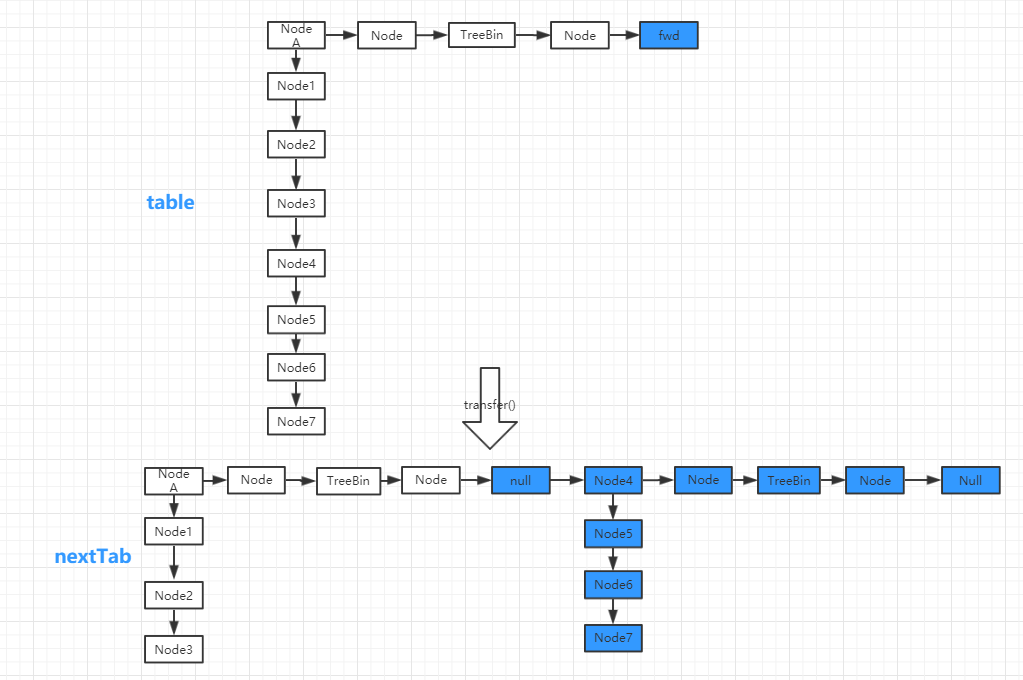 Node
A
Node
TreeBin
Node
fwd
Node1
Node2
table
Node3
Node4
Node5
Node6
transfer()
Node7
Node
A
Node
TreeBin
Node
null
Node4
Node
TreeBin
Node
Null
Node1
Node5
nextTab
Node6
Node2
Node7
Node3